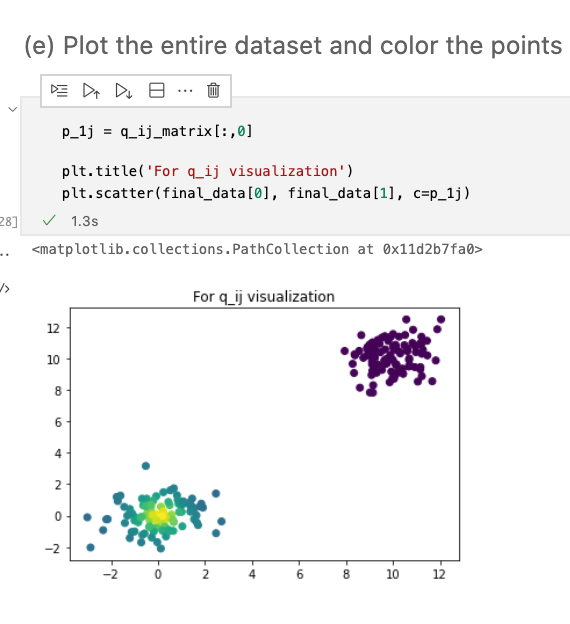 (e) Plot the entire dataset and color the points
p_1j = q_ij_matrix[:,0]
plt.title('For q_ij visualization')
plt.scatter(final_data[0], final_data[1], c=p_1j)
28]
1.3s
<matplotlib.collections.PathCollection at 0x11d2b7fa0>
For q_ij visualization
12
10
8
6
4
2
0
−2
−2 0 2 4 6 8 10 12